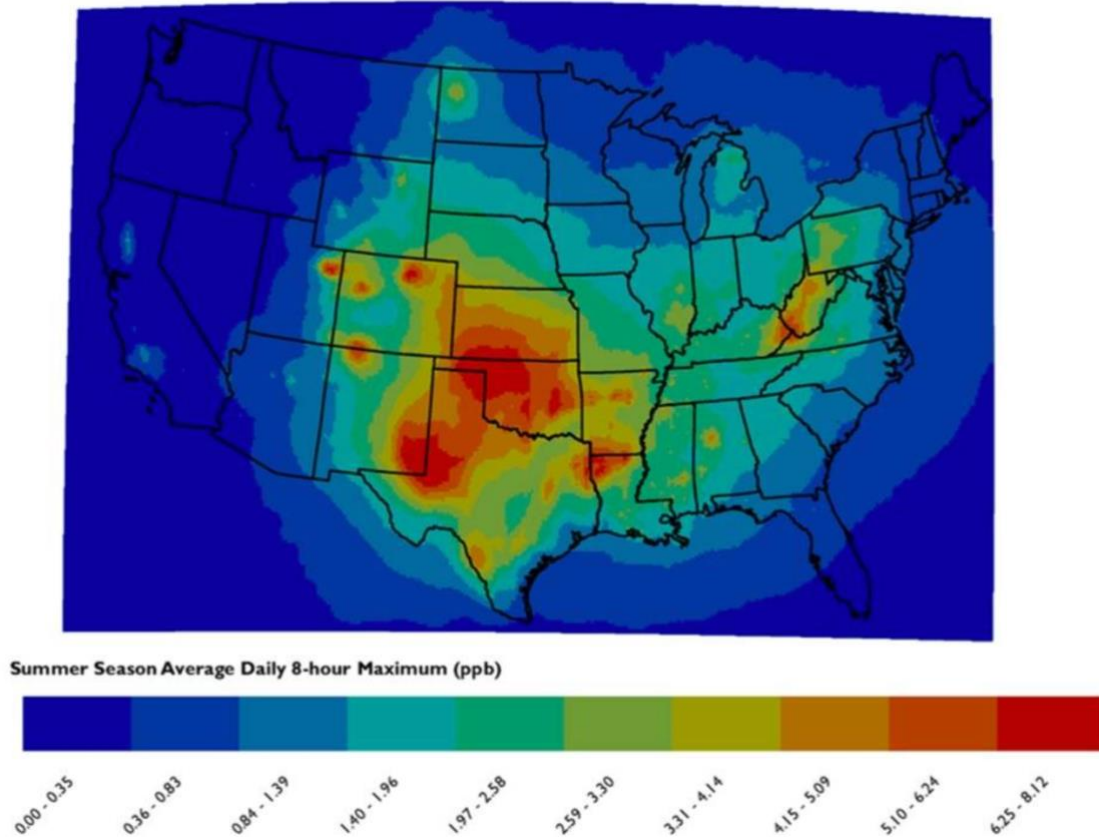 Summer Season Average Daily 8-hour Maximum (ppb)
0.00 - 0.35
0.36 - 0.83
0.84 - 1.39
1.40 - 1.96
1.97 - 2.58
2.59 - 3.30
3.31 - 4.14
4.15 - 5.09
5.10 - 6.24
6.25 - 8.12